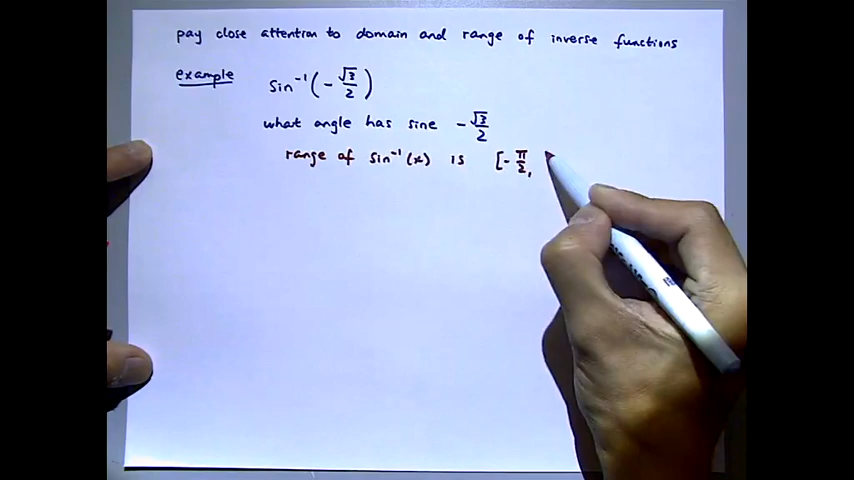 pay close attention to domain and range of inverse functions
example sin⁻¹(-√3/2)
what angle has sine -√3/2
range of sin⁻¹(x) is [-π/2,